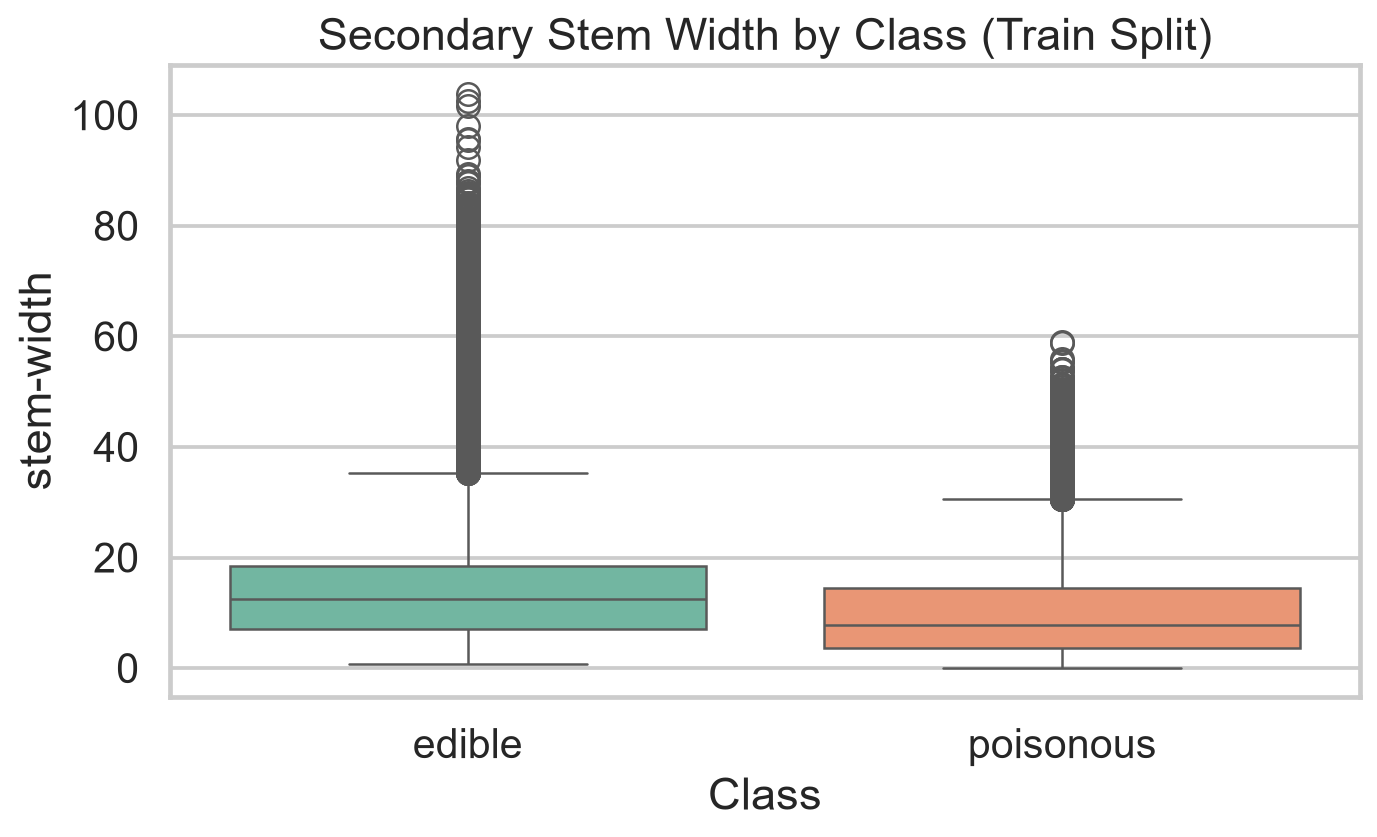 Secondary Stem Width by Class (Train Split)
stem-width
100
80
60
40
20
0
edible
poisonous
Class